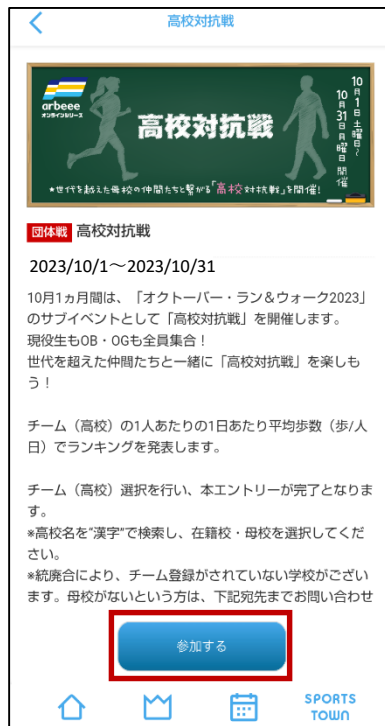 高校対抗戦
arbeee
オンラインシリーズ
高校対抗戦
10月1日土曜日~
10月31日月曜日
開催
★世代を越えた母校の仲間たちと繋がる「高校対抗戦」を開催!
団体戦 高校対抗戦
2023/10/1~2023/10/31
10月1ヵ月間は、「オクトーバー・ラン&ウォーク2023」
のサブイベントとして「高校対抗戦」を開催します。
現役生もOB・OGも全員集合!
世代を超えた仲間たちと一緒に「高校対抗戦」を楽しも
う!
チーム(高校)の1人あたりの1日あたり平均歩数(歩/人
日)でランキングを発表します。
チーム(高校)選択を行い、本エントリーが完了となりま
す。
*高校名を"漢字"で検索し、在籍校・母校を選択してくだ
さい。
*統廃合により、チーム登録がされていない学校がござい
ます。母校がないという方は、下記宛先までお問い合わせ
参加する
SPORTS
TOWN